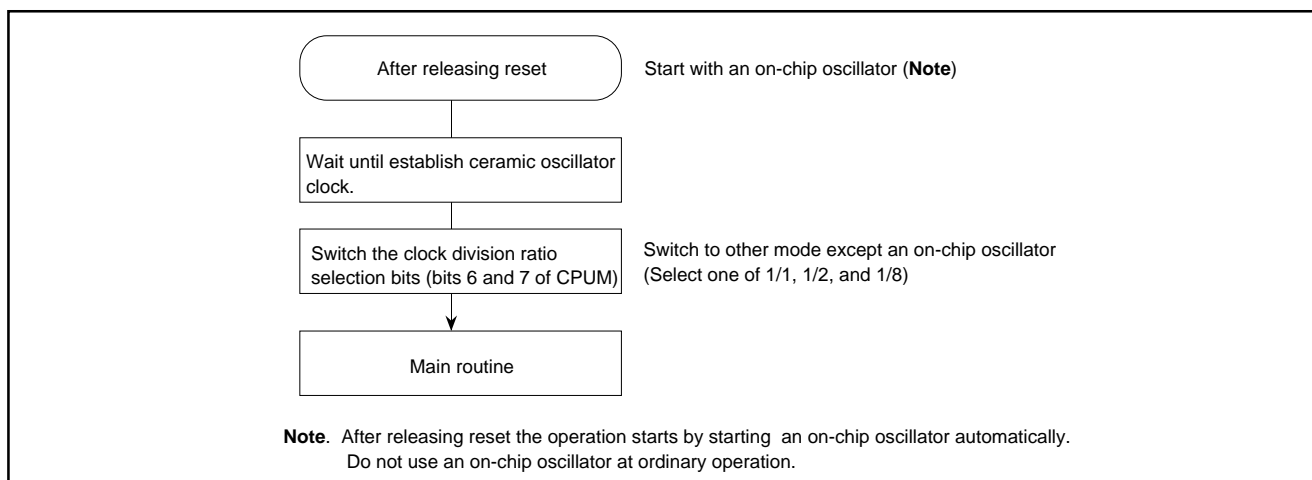 After releasing reset
Start with an on-chip oscillator (Note)
Wait until establish ceramic oscillator
clock.
Switch the clock division ratio
selection bits (bits 6 and 7 of CPUM)
Switch to other mode except an on-chip oscillator
(Select one of 1/1, 1/2, and 1/8)
Main routine
Note. After releasing reset the operation starts by starting an on-chip oscillator automatically.
Do not use an on-chip oscillator at ordinary operation.